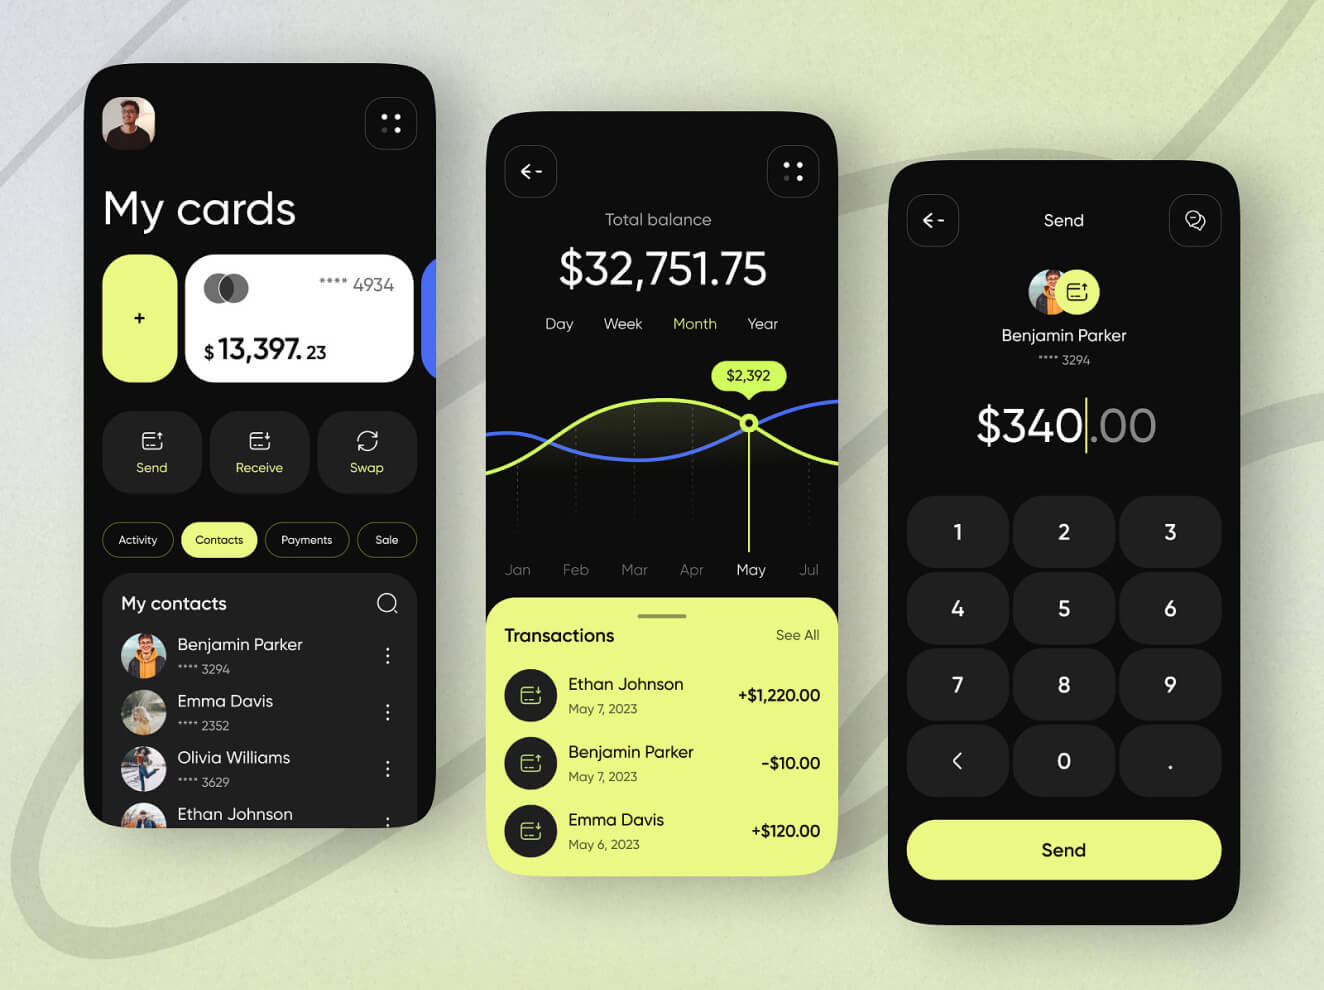 My cards
+
**** 4934
$ 13,397. 23
Send
Receive
Swap
Activity
Contacts
Payments
Sale
My contacts
Benjamin Parker
**** 3294
Emma Davis
**** 2352
Olivia Williams
**** 3629
Ethan Johnson
Total balance
$32,751.75
Day Week Month Year
$2,392
Jan Feb Mar Apr May Jul
Transactions
See All
Ethan Johnson
May 7, 2023
+$1,220.00
Benjamin Parker
May 7, 2023
-$10.00
Emma Davis
May 6, 2023
+$120.00
Send
Benjamin Parker
**** 3294
$340.00
1 2 3
4 5 6
7 8 9
0 .
Send